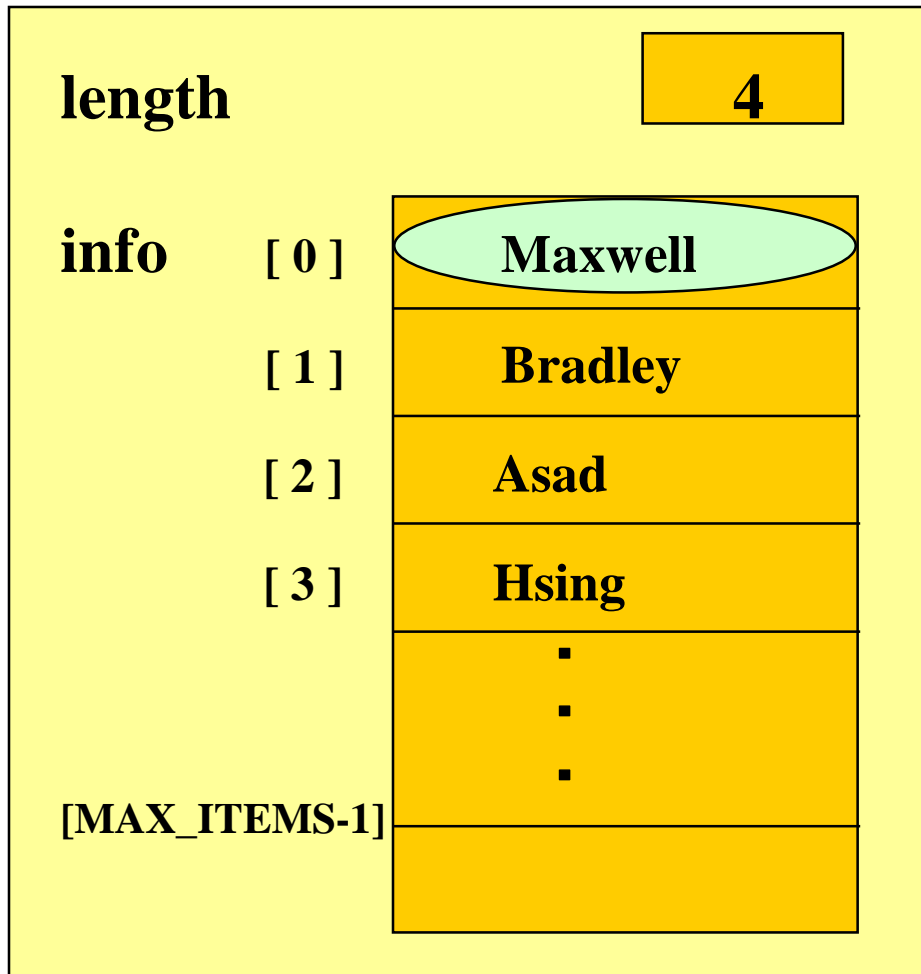 length 4
info [ 0 ] Maxwell
[ 1 ] Bradley
[ 2 ] Asad
[ 3 ] Hsing
.
.
.
[MAX_ITEMS-1]